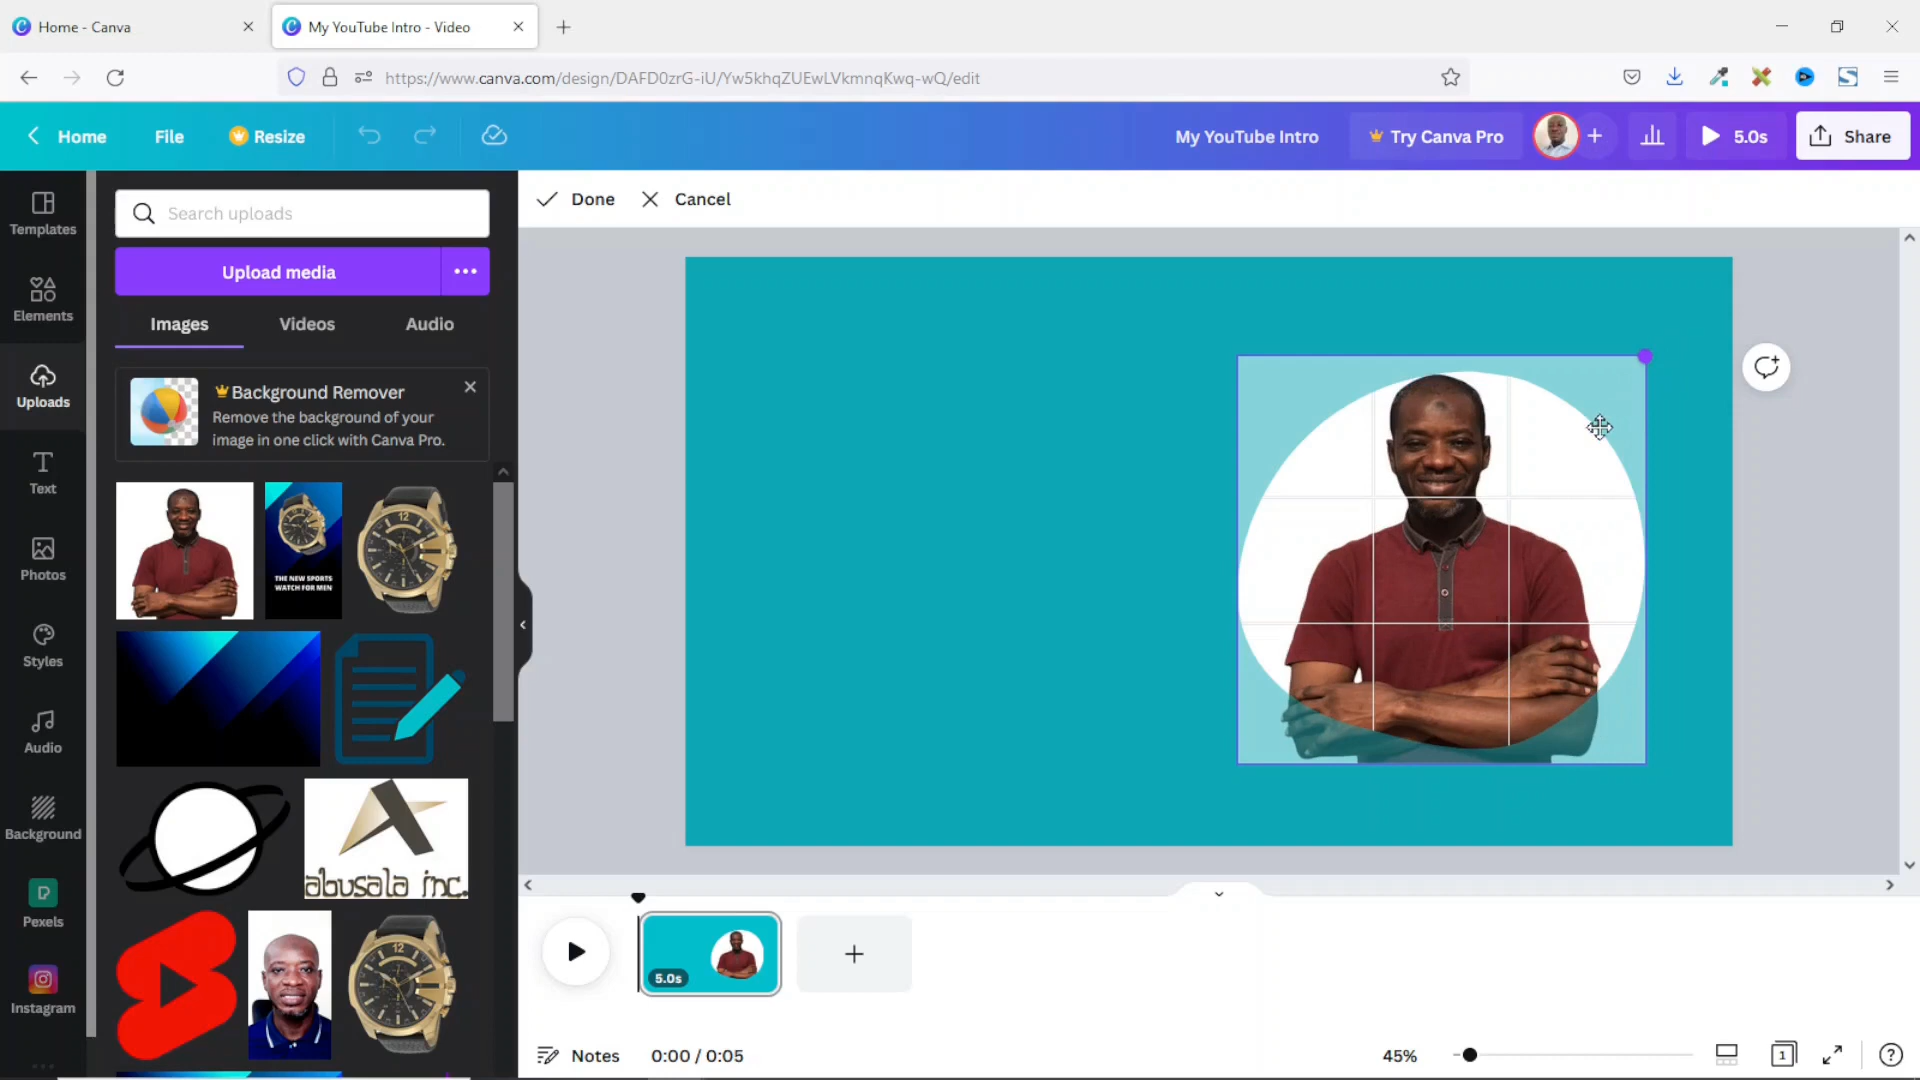 Home - Canva
My YouTube Intro - Video
https://www.canva.com/design/DAFD0zrG-iU/Yw5khqZUEwLVkmnqKwq-wQ/edit
Home
File
Resize
My YouTube Intro
Try Canva Pro
5.0s
Share
Templates
Elements
Uploads
Text
Photos
Styles
Audio
Background
Pexels
Instagram
Search uploads
Upload media
Images
Videos
Audio
Background Remover
Remove the background of your
image in one click with Canva Pro.
12
THE NEW SPORTS
WATCH FOR MEN
abusala inc.
12
Done
Cancel
5.0s
Notes
0:00 / 0:05
45%
1